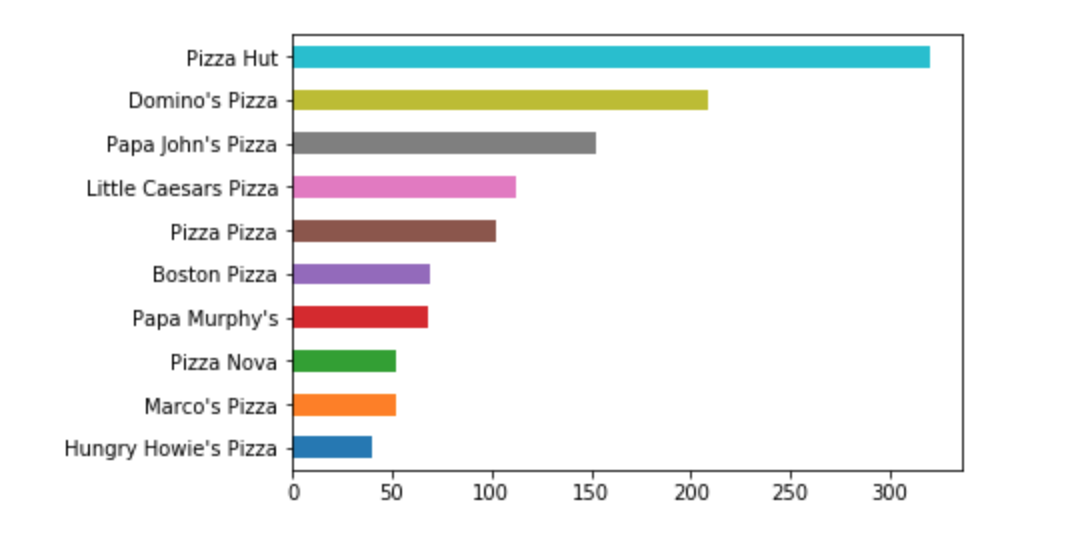 Pizza Hut
Domino's Pizza
Papa John's Pizza
Little Caesars Pizza
Pizza Pizza
Boston Pizza
Papa Murphy's
Pizza Nova
Marco's Pizza
Hungry Howie's Pizza
0 50 100 150 200 250 300